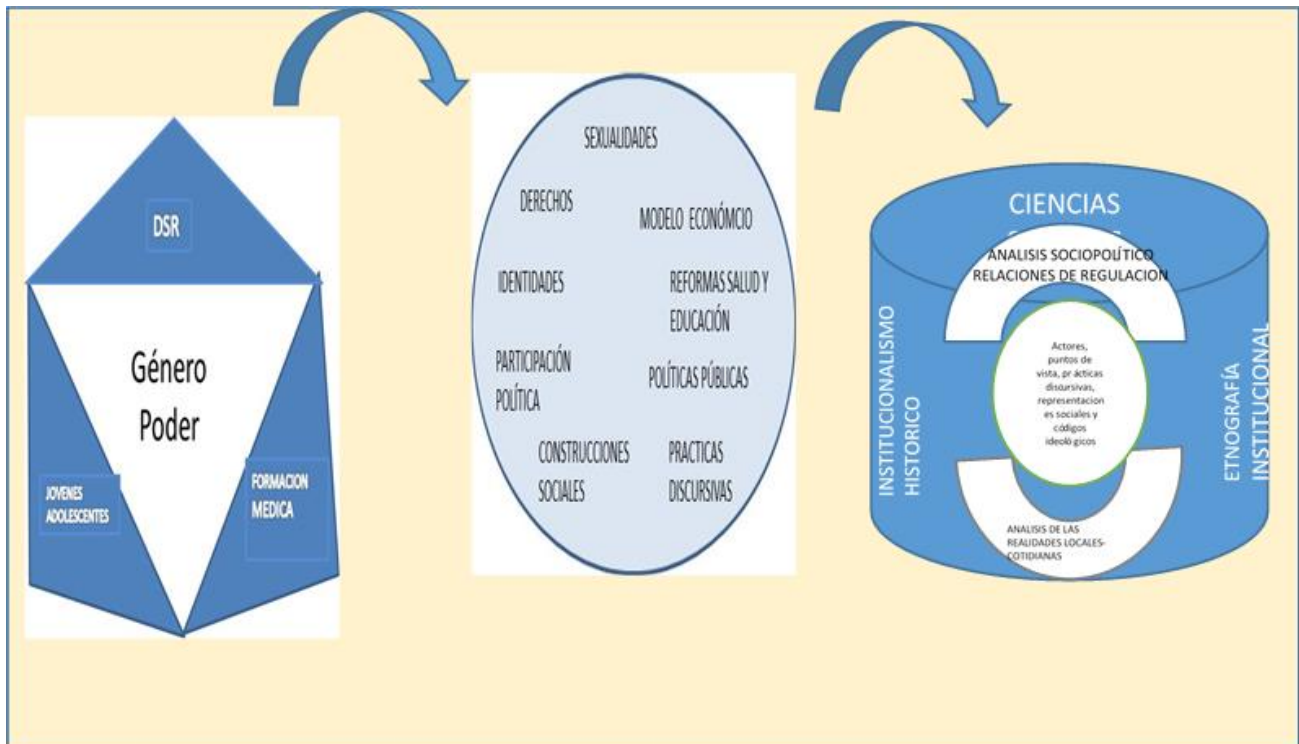 DSR
Género
Poder
JOVENES
ADOLESCENTES
FORMACION
MEDICA
SEXUALIDADES
DERECHOS
MODELO ECONÓMCIO
IDENTIDADES
REFORMAS SALUD Y
EDUCACIÓN
PARTICIPACIÓN
POLÍTICA
POLÍTICAS PÚBLICAS
CONSTRUCCIONES
SOCIALES
PRACTICAS
DISCURSIVAS
CIENCIAS
ANALISIS SOCIOPOLÍTICO
RELACIONES DE REGULACION
INSTITUCIONALISMO
HISTORICO
Actores,
puntos de
vista, pr ácticas
discursivas,
representacion
es sociales y
códigos
ideoló gicos
ETNOGRAFÍA
INSTITUCIONAL
ANALISIS DE LAS
REALIDADES LOCALES-
COTIDIANAS